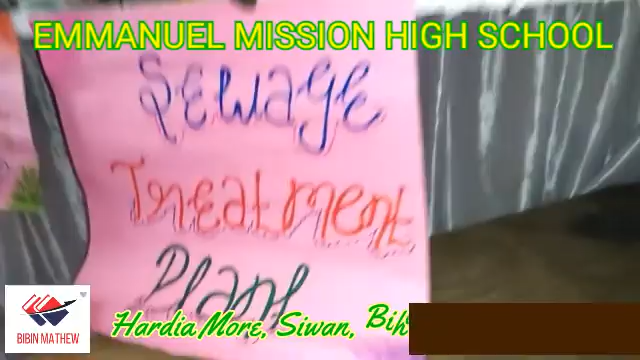 EMMANUEL MISSION HIGH SCHOOL
Sewage
Treatment
Plant
Hardia More, Siwan,
BIBIN MATHEW